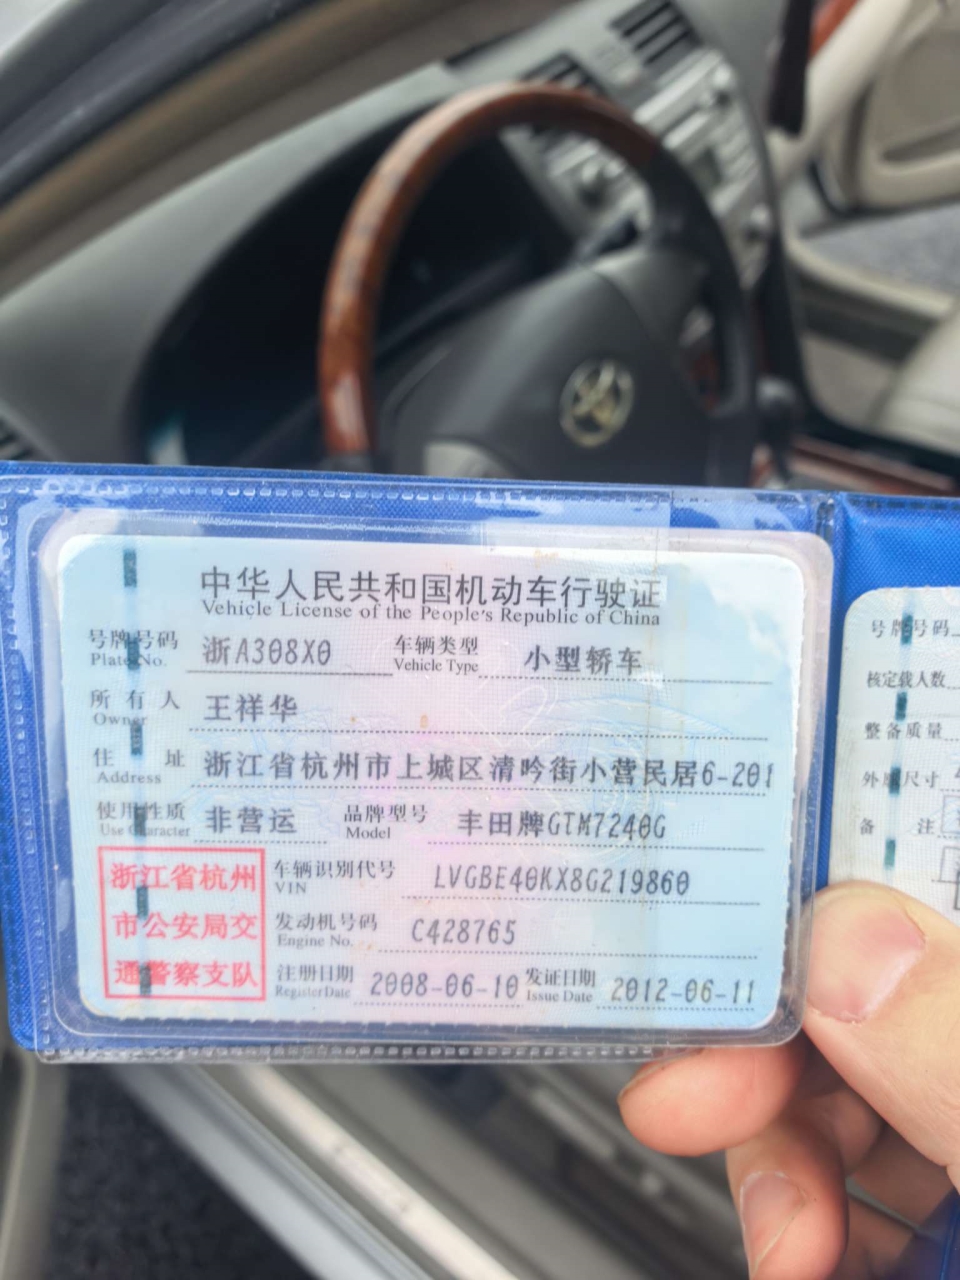 中华人民共和国机动车行驶证
Vehicle License of the People's Republic of China
号牌号码 浙A308X0 车辆类型 小型轿车
Plate No. Vehicle Type
所有人 王祥华
Owner
住址 浙江省杭州市上城区清吟街小营民居6-201
Address
使用性质 非营运 品牌型号 丰田牌GTM7240G
Use Character Model
浙江省杭州
市公安局交
通警察支队
车辆识别代号 LVGBE40KX8G219860
VIN
发动机号码 C428765
Engine No.
注册日期 2008-06-10 发证日期 2012-06-11
Register Date Issue Date
号牌号码
核定载人数
整备质量
外廓尺寸
备注